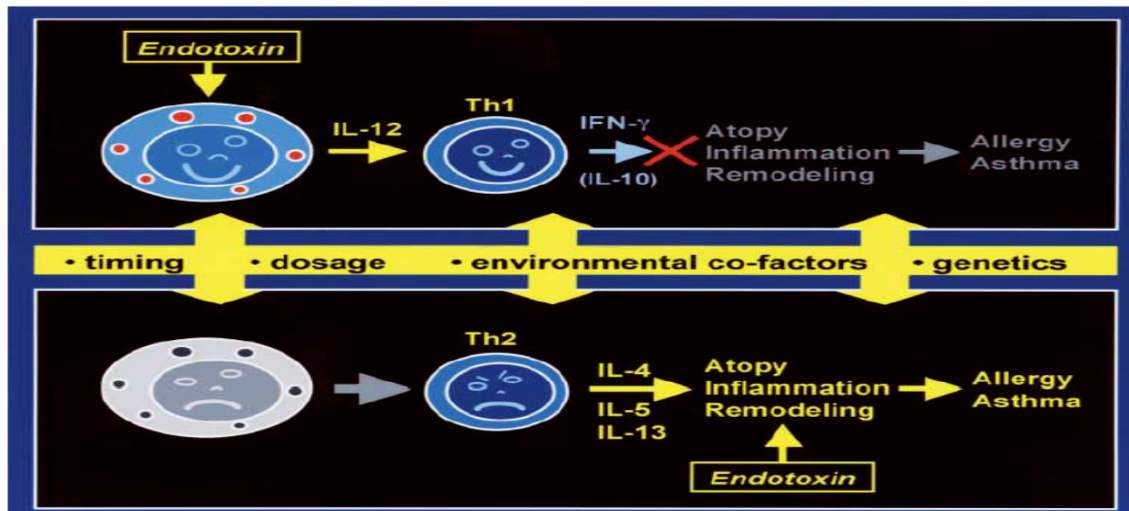 Endotoxin
IL-12
Th1
IFN-γ
(IL-10)
Atopy
Inflammation
Remodeling
Allergy
Asthma
• timing • dosage • environmental co-factors • genetics
Th2
IL-4
IL-5
IL-13
Atopy
Inflammation
Remodeling
Allergy
Asthma
Endotoxin